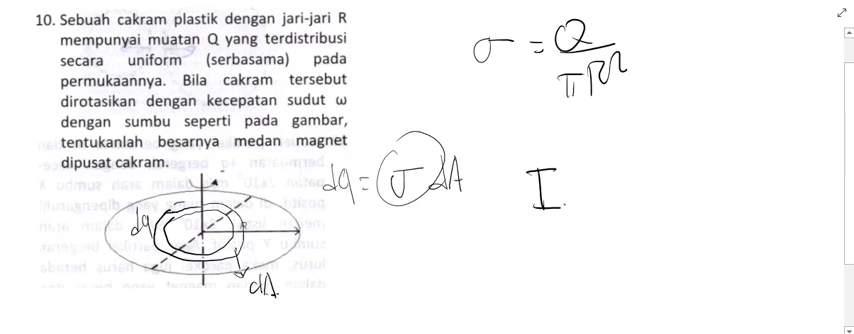 10. Sebuah cakram plastik dengan jari-jari R
mempunyai muatan Q yang terdistribusi
secara uniform (serbasama) pada
permukaannya. Bila cakram tersebut
dirotasikan dengan kecepatan sudut ω
dengan sumbu seperti pada gambar,
tentukanlah besarnya medan magnet
dipusat cakram.
R
dq
dA.
σ = Q / πR²
dq = σ dA
I.